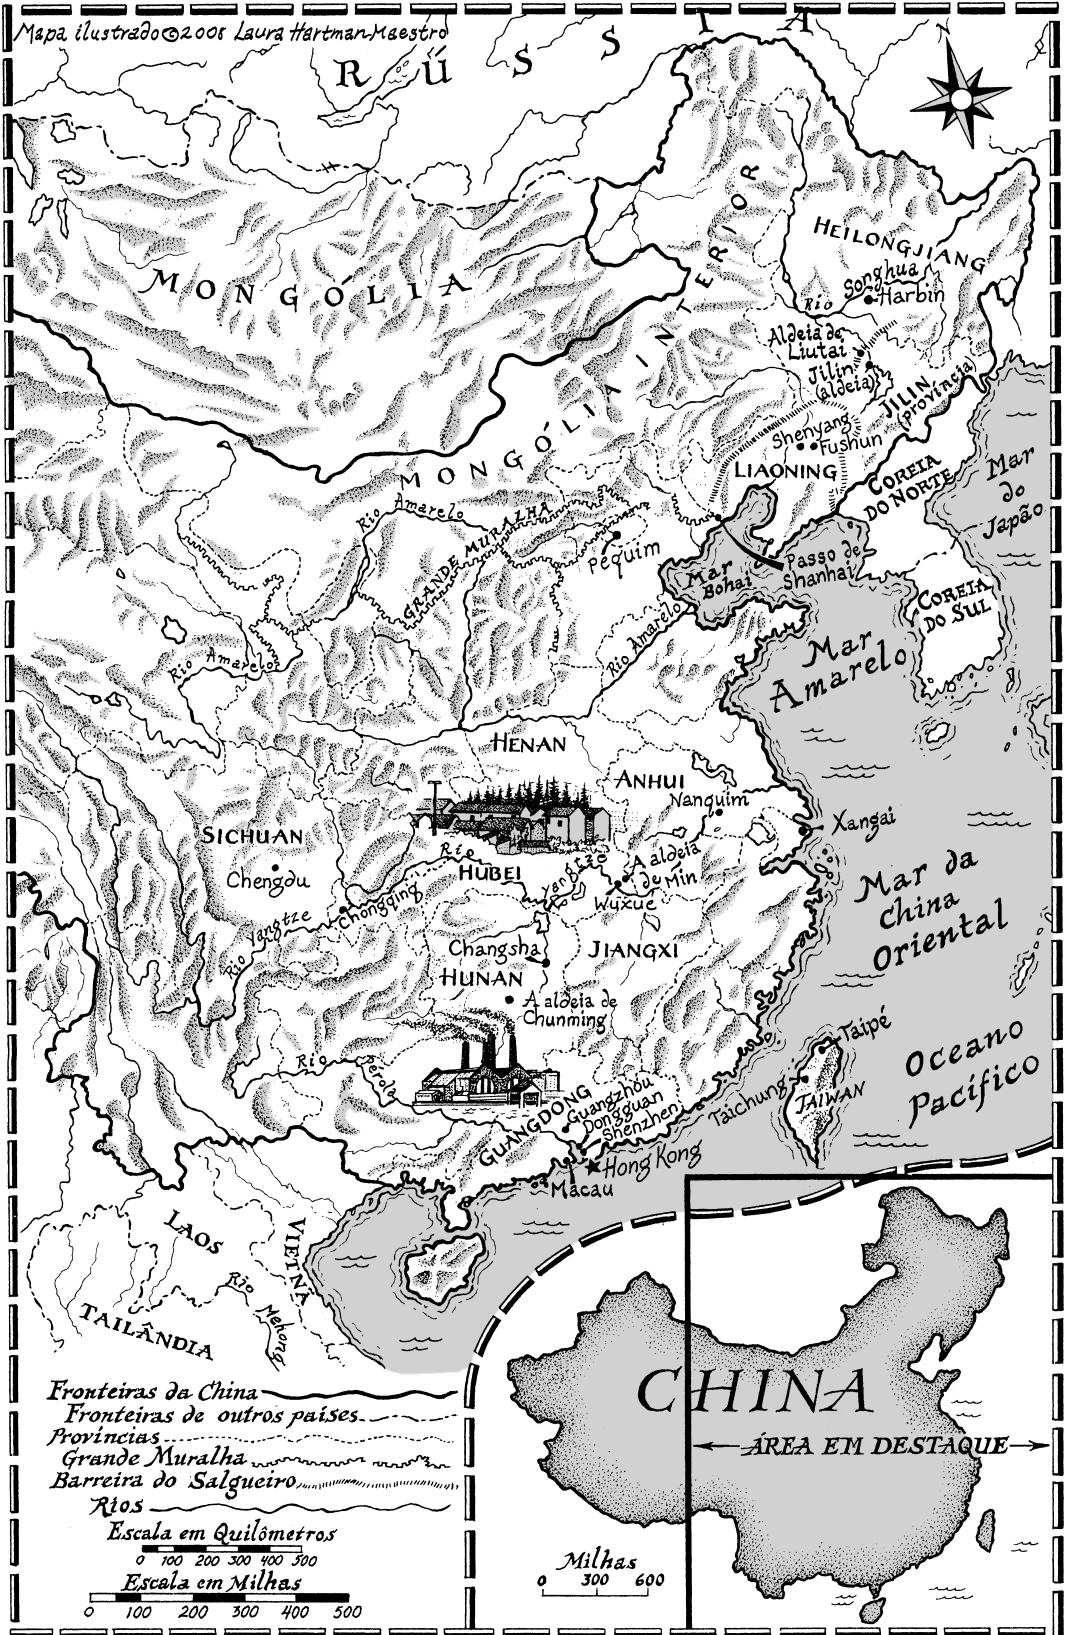 Mapa ilustrado©2008 Laura Hartman Maestro
RÚSSIA
N
MONGÓLIA
MONGÓLIA INTERIOR
HEILONGJIANG
Rio Songhua
Harbin
Aldeia de
Liutai
Jilin
(aldeia)
JILIN
(província)
Shenyang
Fushun
LIAONING
COREIA
DO NORTE
Mar
do
Japão
Rio Amarelo
GRANDE MURALHA
Pequim
Mar
Bohai
Passo de
Shanhai
COREIA
DO SUL
Rio Amarelo
Rio Amarelo
Mar
Amarelo
HENAN
ANHUI
Nanquim
Xangai
SICHUAN
Chengdu
Rio Yangtze
HUBEI
A aldeia
de Min
Wuxue
Chongqing
Rio Yangtze
Mar da
China
Oriental
Changsha
JIANGXI
HUNAN
A aldeia de
Chunming
Rio Pérola
Taipé
Oceano
Pacífico
Taichung
TAIWAN
GUANGDONG
Guangzhou
Dongguan
Shenzhen
Hong Kong
Macau
LAOS
VIETNÃ
Rio Mekong
TAILÂNDIA
CHINA
ÁREA EM DESTAQUE
Milhas
0 300 600
Fronteiras da China
Fronteiras de outros países
Províncias
Grande Muralha
Barreira do Salgueiro
Rios
Escala em Quilômetros
0 100 200 300 400 500
Escala em Milhas
0 100 200 300 400 500